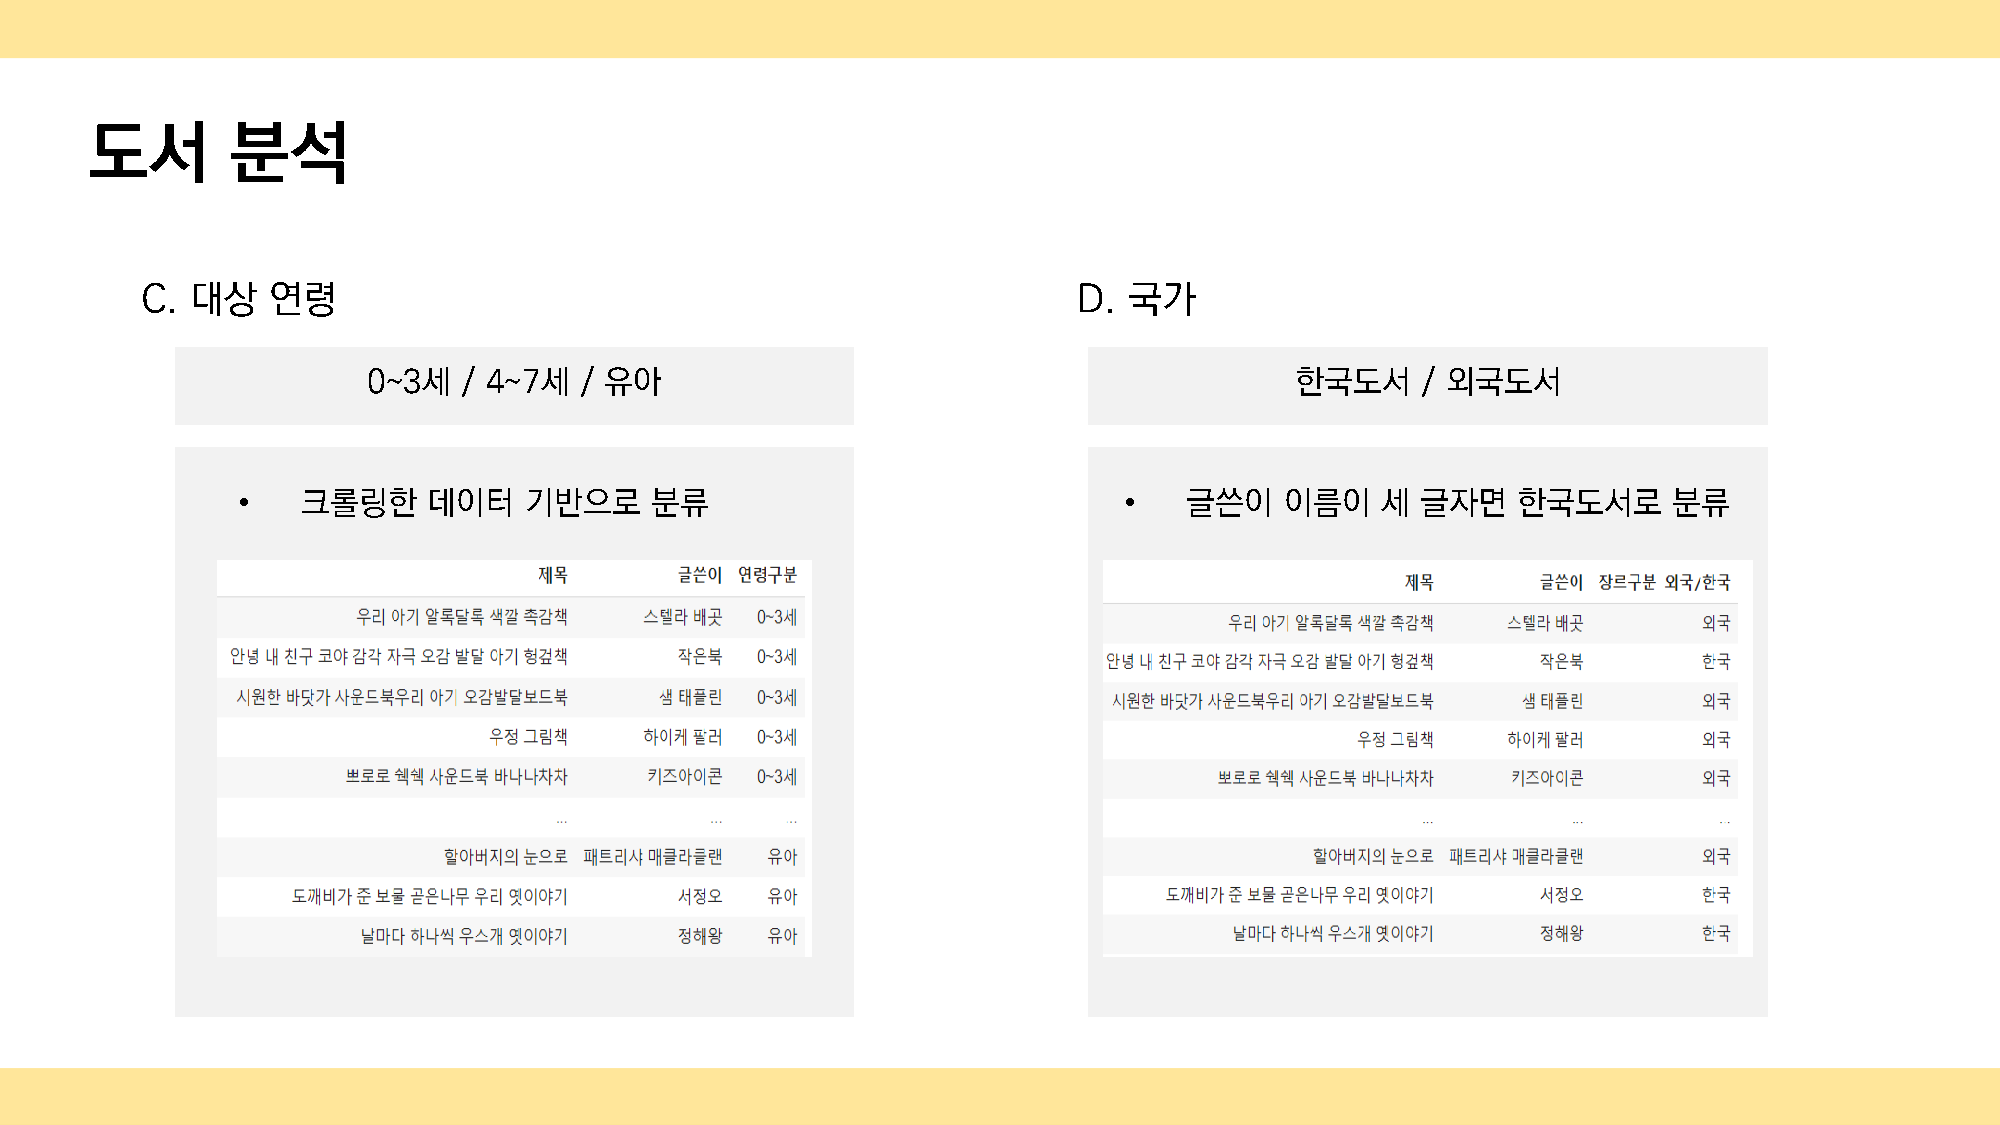 도서 분석
C. 대상 연령
0~3세 / 4~7세 / 유아
• 크롤링한 데이터 기반으로 분류
제목 글쓴이 연령구분
우리 아기 알록달록 색깔 촉감책 스텔라 배곳 0~3세
안녕 내 친구 코야 감각 자극 오감 발달 아기 헝겊책 작은북 0~3세
시원한 바닷가 사운드북우리 아기 오감발달보드북 샘 태플린 0~3세
우정 그림책 하이케 팔러 0~3세
뽀로로 쉑쉑 사운드북 바나나차차 키즈아이콘 0~3세
... ... ...
할아버지의 눈으로 패트리샤 매클라클랜 유아
도깨비가 준 보물 곧은나무 우리 옛이야기 서정오 유아
날마다 하나씩 우스개 옛이야기 정해왕 유아
D. 국가
한국도서 / 외국도서
• 글쓴이 이름이 세 글자면 한국도서로 분류
제목 글쓴이 장르구분 외국/한국
우리 아기 알록달록 색깔 촉감책 스텔라 배곳 외국
안녕 내 친구 코야 감각 자극 오감 발달 아기 헝겊책 작은북 한국
시원한 바닷가 사운드북우리 아기 오감발달보드북 샘 태플린 외국
우정 그림책 하이케 팔러 외국
뽀로로 쉑쉑 사운드북 바나나차차 키즈아이콘 외국
... ... ...
할아버지의 눈으로 패트리샤 매클라클랜 외국
도깨비가 준 보물 곧은나무 우리 옛이야기 서정오 한국
날마다 하나씩 우스개 옛이야기 정해왕 한국